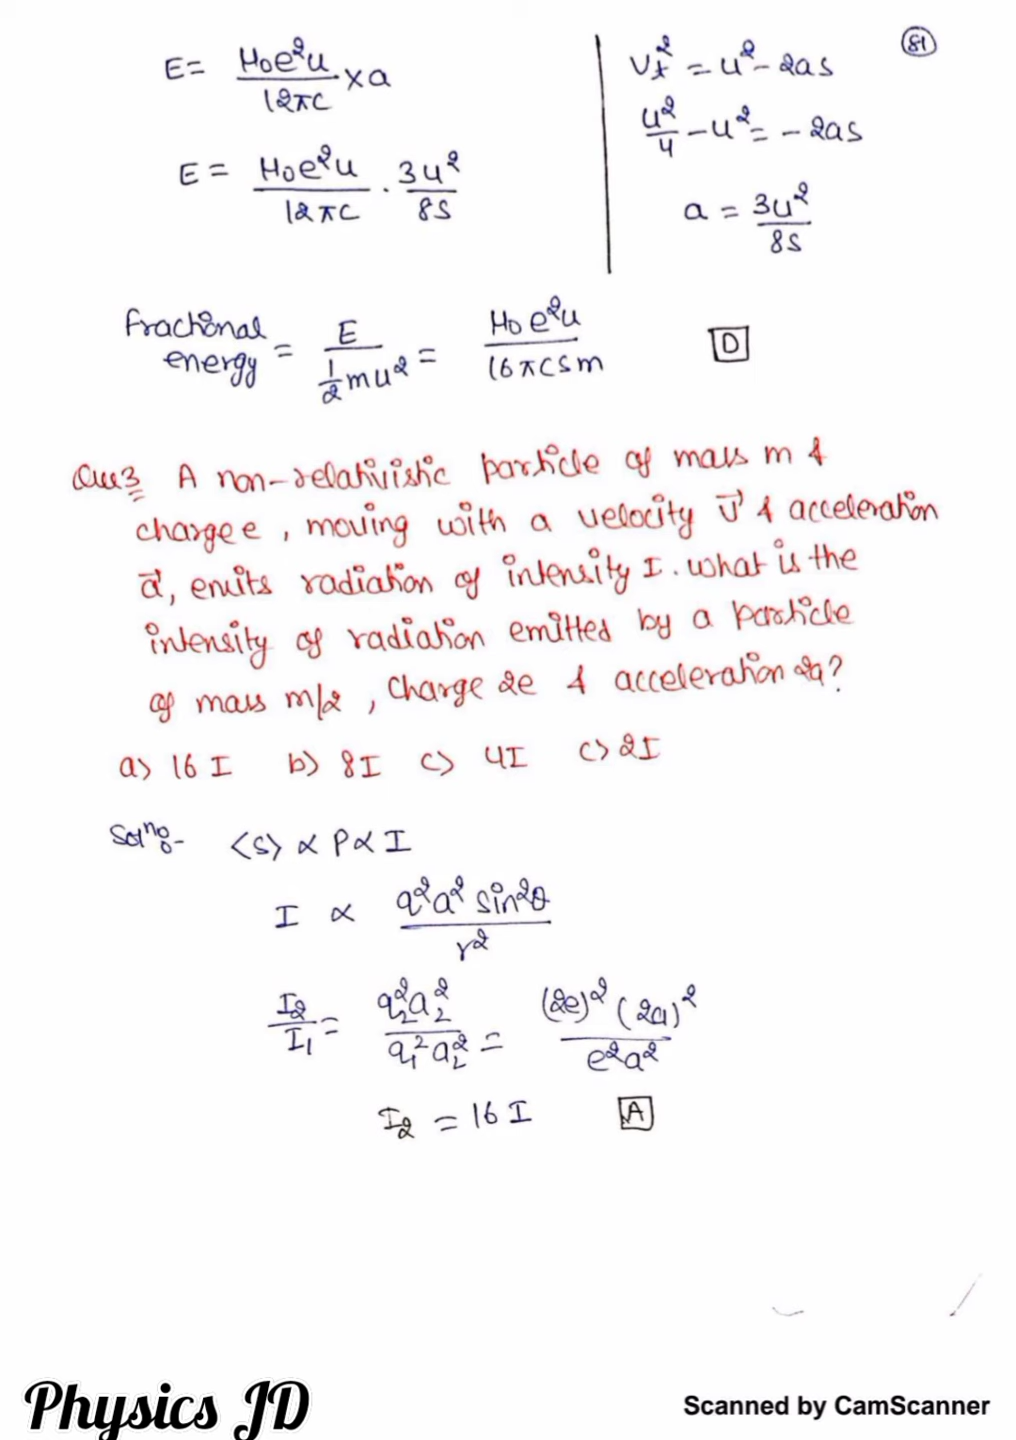 81
E = μ₀e²u / 12πc × a
E = μ₀e²u / 12πc . 3u² / 8s
Vf² = u² - 2as
u²/4 - u² = - 2as
a = 3u² / 8s
fractional energy = E / ½mu² = μ₀e²u / 16πcsm
D
Que3 A non-relativistic particle of mass m &
charge e, moving with a velocity v⃗ & acceleration
a⃗, emits radiation of intensity I. what is the
intensity of radiation emitted by a particle
of mass m/2, charge 2e & acceleration 2a?
a) 16 I b) 8I c) 4I c) 2I
Solⁿo- <s> ∝ P ∝ I
I ∝ q²a² sin²θ / r²
I₂/I₁ = q₂²a₂² / q₁²a₂² = (2e)² (2a)² / e²a²
I₂ = 16 I
A
Physics JD
Scanned by CamScanner